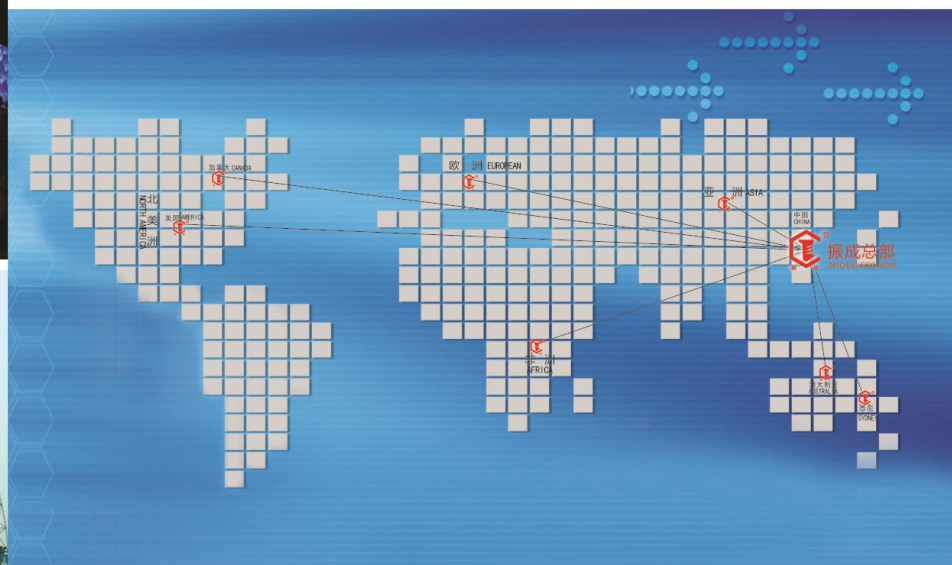 加拿大 CANADA
欧 洲 EUROPEAN
北美洲
NORTH AMERICA
美国 AMERICA
亚 洲 ASIA
中国
CHINA
振成总部
非 洲
AFRICA
澳大利亚
AUSTRALIA
悉尼
SYDNEY